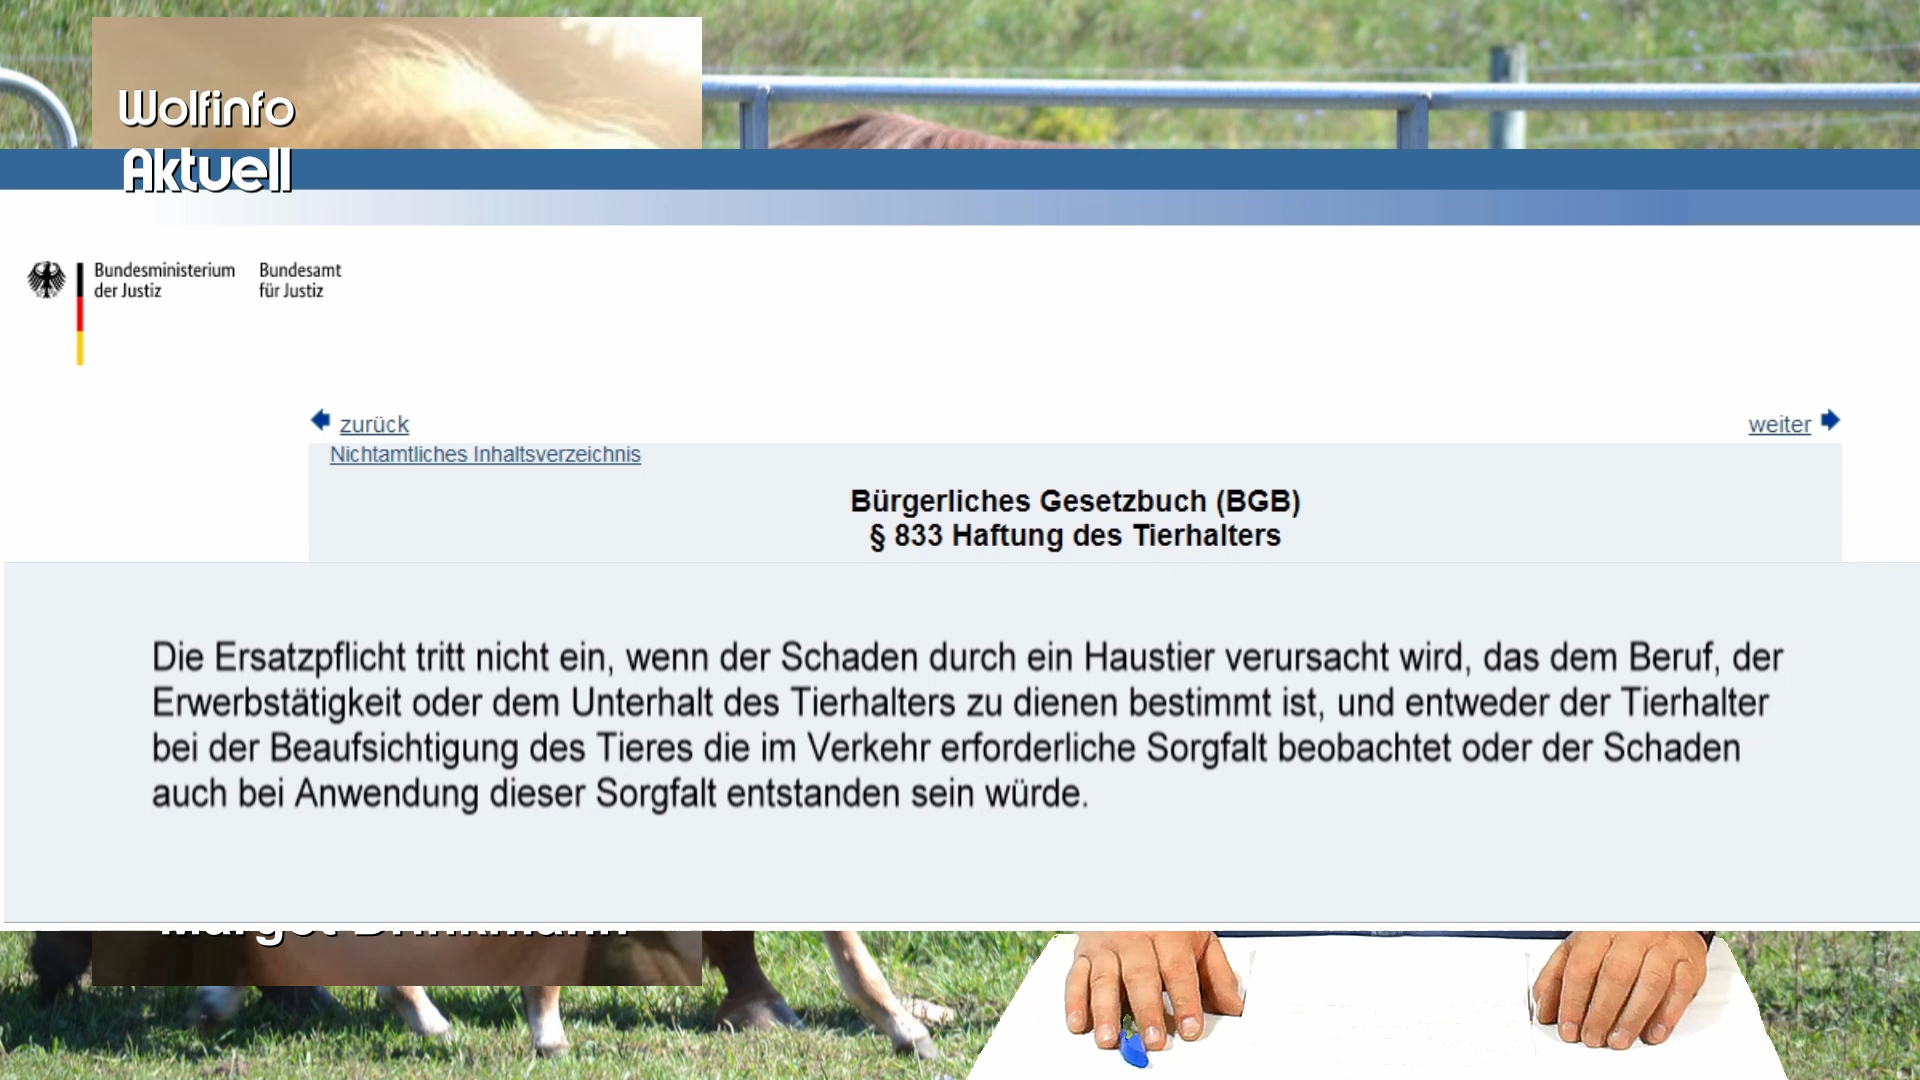 Wolfinfo
Aktuell
Bundesministerium
der Justiz
Bundesamt
für Justiz
zurück
weiter
Nichtamtliches Inhaltsverzeichnis
Bürgerliches Gesetzbuch (BGB)
§ 833 Haftung des Tierhalters
Die Ersatzpflicht tritt nicht ein, wenn der Schaden durch ein Haustier verursacht wird, das dem Beruf, der
Erwerbstätigkeit oder dem Unterhalt des Tierhalters zu dienen bestimmt ist, und entweder der Tierhalter
bei der Beaufsichtigung des Tieres die im Verkehr erforderliche Sorgfalt beobachtet oder der Schaden
auch bei Anwendung dieser Sorgfalt entstanden sein würde.